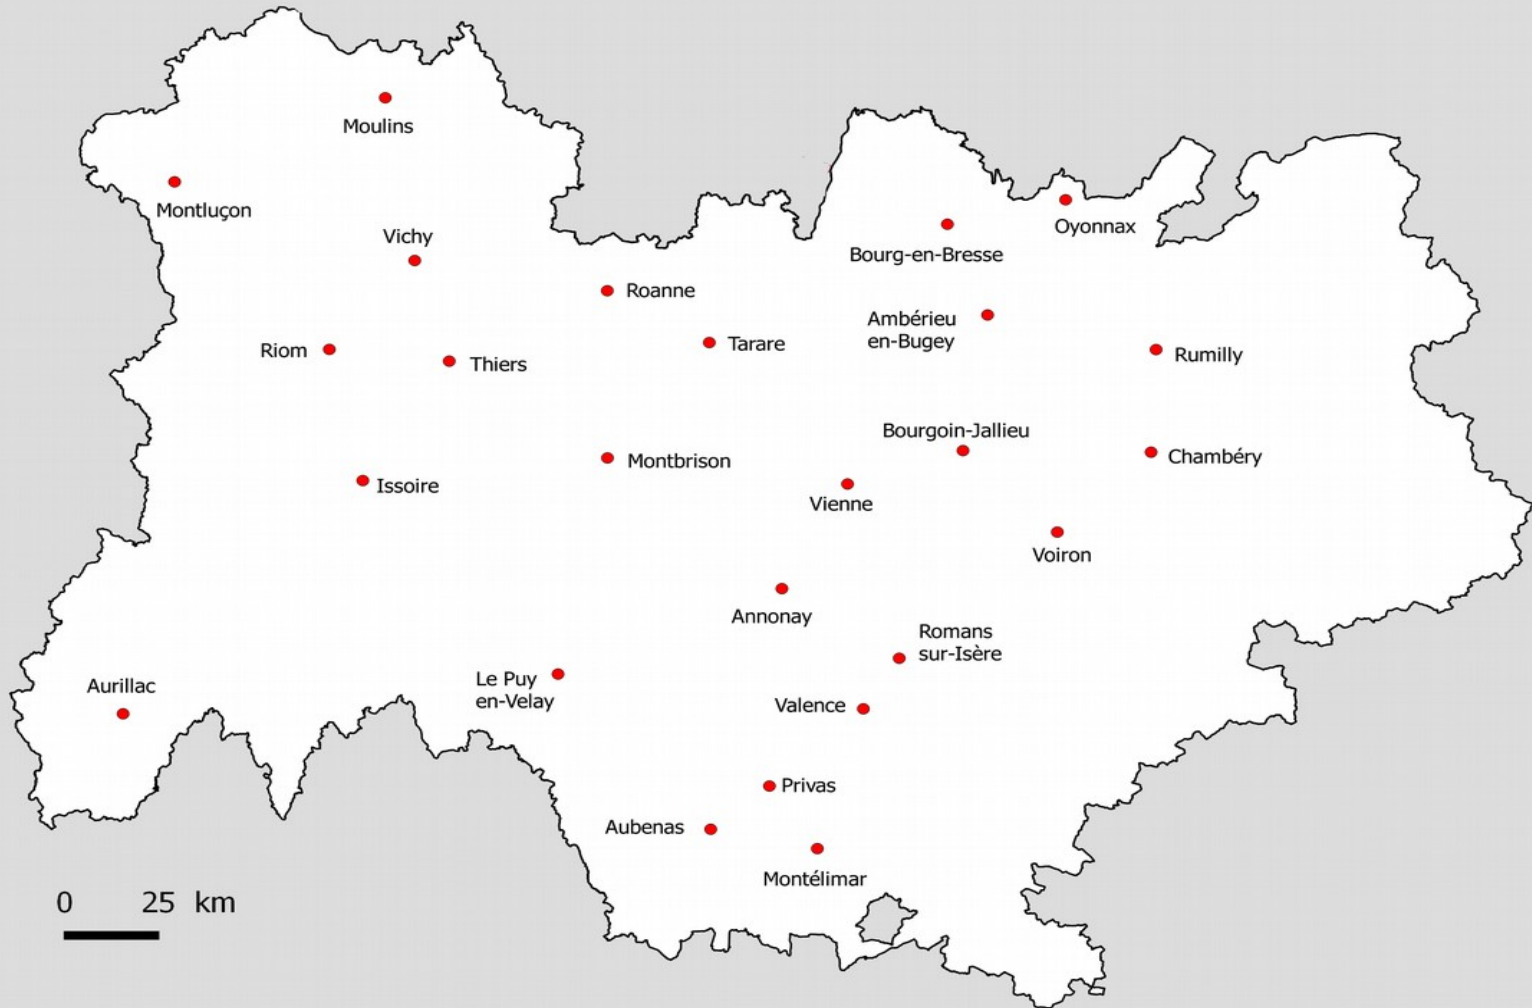 Moulins
Montluçon
Vichy
Oyonnax
Bourg-en-Bresse
Roanne
Ambérieu
en-Bugey
Tarare
Riom
Thiers
Rumilly
Bourgoin-Jallieu
Chambéry
Montbrison
Issoire
Vienne
Voiron
Annonay
Romans
sur-Isère
Le Puy
en-Velay
Aurillac
Valence
Privas
Aubenas
Montélimar
0 25 km